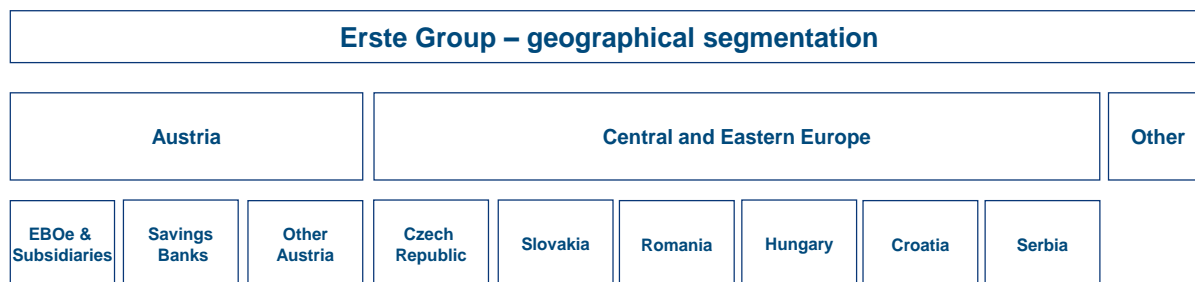 Erste Group – geographical segmentation
Austria
Central and Eastern Europe
Other
EBOe &
Subsidiaries
Savings
Banks
Other
Austria
Czech
Republic
Slovakia
Romania
Hungary
Croatia
Serbia